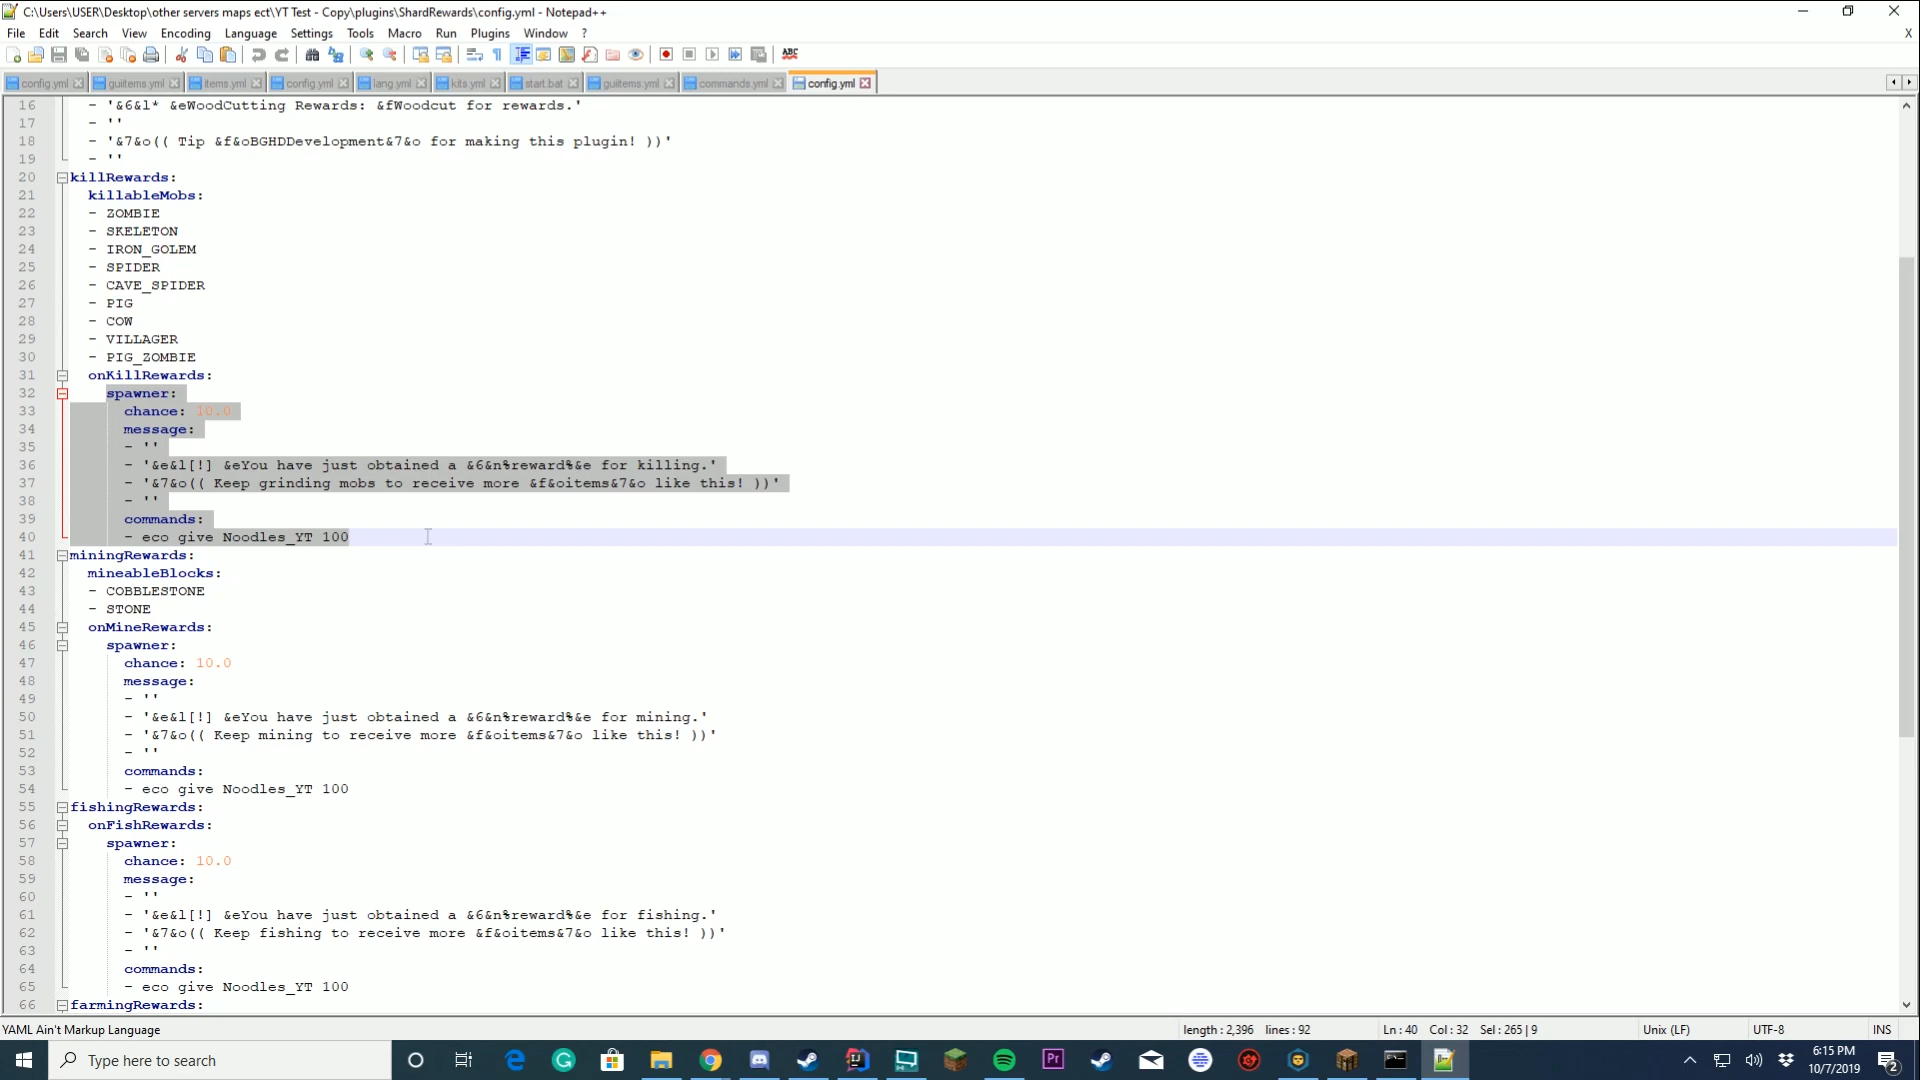 C:\Users\USER\Desktop\other servers maps ect\YT Test - Copy\plugins\ShardRewards\config.yml - Notepad++
File Edit Search View Encoding Language Settings Tools Macro Run Plugins Window ? X
config.yml guiitems.yml items.yml config.yml lang.yml kits.yml start.bat guiitems.yml commands.yml config.yml
16 - '&6&l* &eWoodCutting Rewards: &fWoodcut for rewards.'
17 - ''
18 - '&7&o(( Tip &f&oBGHDDevelopment&7&o for making this plugin! ))'
19 - ''
20 killRewards:
21 killableMobs:
22 - ZOMBIE
23 - SKELETON
24 - IRON_GOLEM
25 - SPIDER
26 - CAVE_SPIDER
27 - PIG
28 - COW
29 - VILLAGER
30 - PIG_ZOMBIE
31 onKillRewards:
32 spawner:
33 chance: 10.0
34 message:
35 - ''
36 - '&e&l[!] &eYou have just obtained a &6&n%reward%&e for killing.'
37 - '&7&o(( Keep grinding mobs to receive more &f&oitems&7&o like this! ))'
38 - ''
39 commands:
40 - eco give Noodles_YT 100
41 miningRewards:
42 mineableBlocks:
43 - COBBLESTONE
44 - STONE
45 onMineRewards:
46 spawner:
47 chance: 10.0
48 message:
49 - ''
50 - '&e&l[!] &eYou have just obtained a &6&n%reward%&e for mining.'
51 - '&7&o(( Keep mining to receive more &f&oitems&7&o like this! ))'
52 - ''
53 commands:
54 - eco give Noodles_YT 100
55 fishingRewards:
56 onFishRewards:
57 spawner:
58 chance: 10.0
59 message:
60 - ''
61 - '&e&l[!] &eYou have just obtained a &6&n%reward%&e for fishing.'
62 - '&7&o(( Keep fishing to receive more &f&oitems&7&o like this! ))'
63 - ''
64 commands:
65 - eco give Noodles_YT 100
66 farmingRewards:
YAML Ain't Markup Language length : 2,396 lines : 92 Ln : 40 Col : 32 Sel : 265 | 9 Unix (LF) UTF-8 INS
Type here to search
6:15 PM
10/7/2019
2